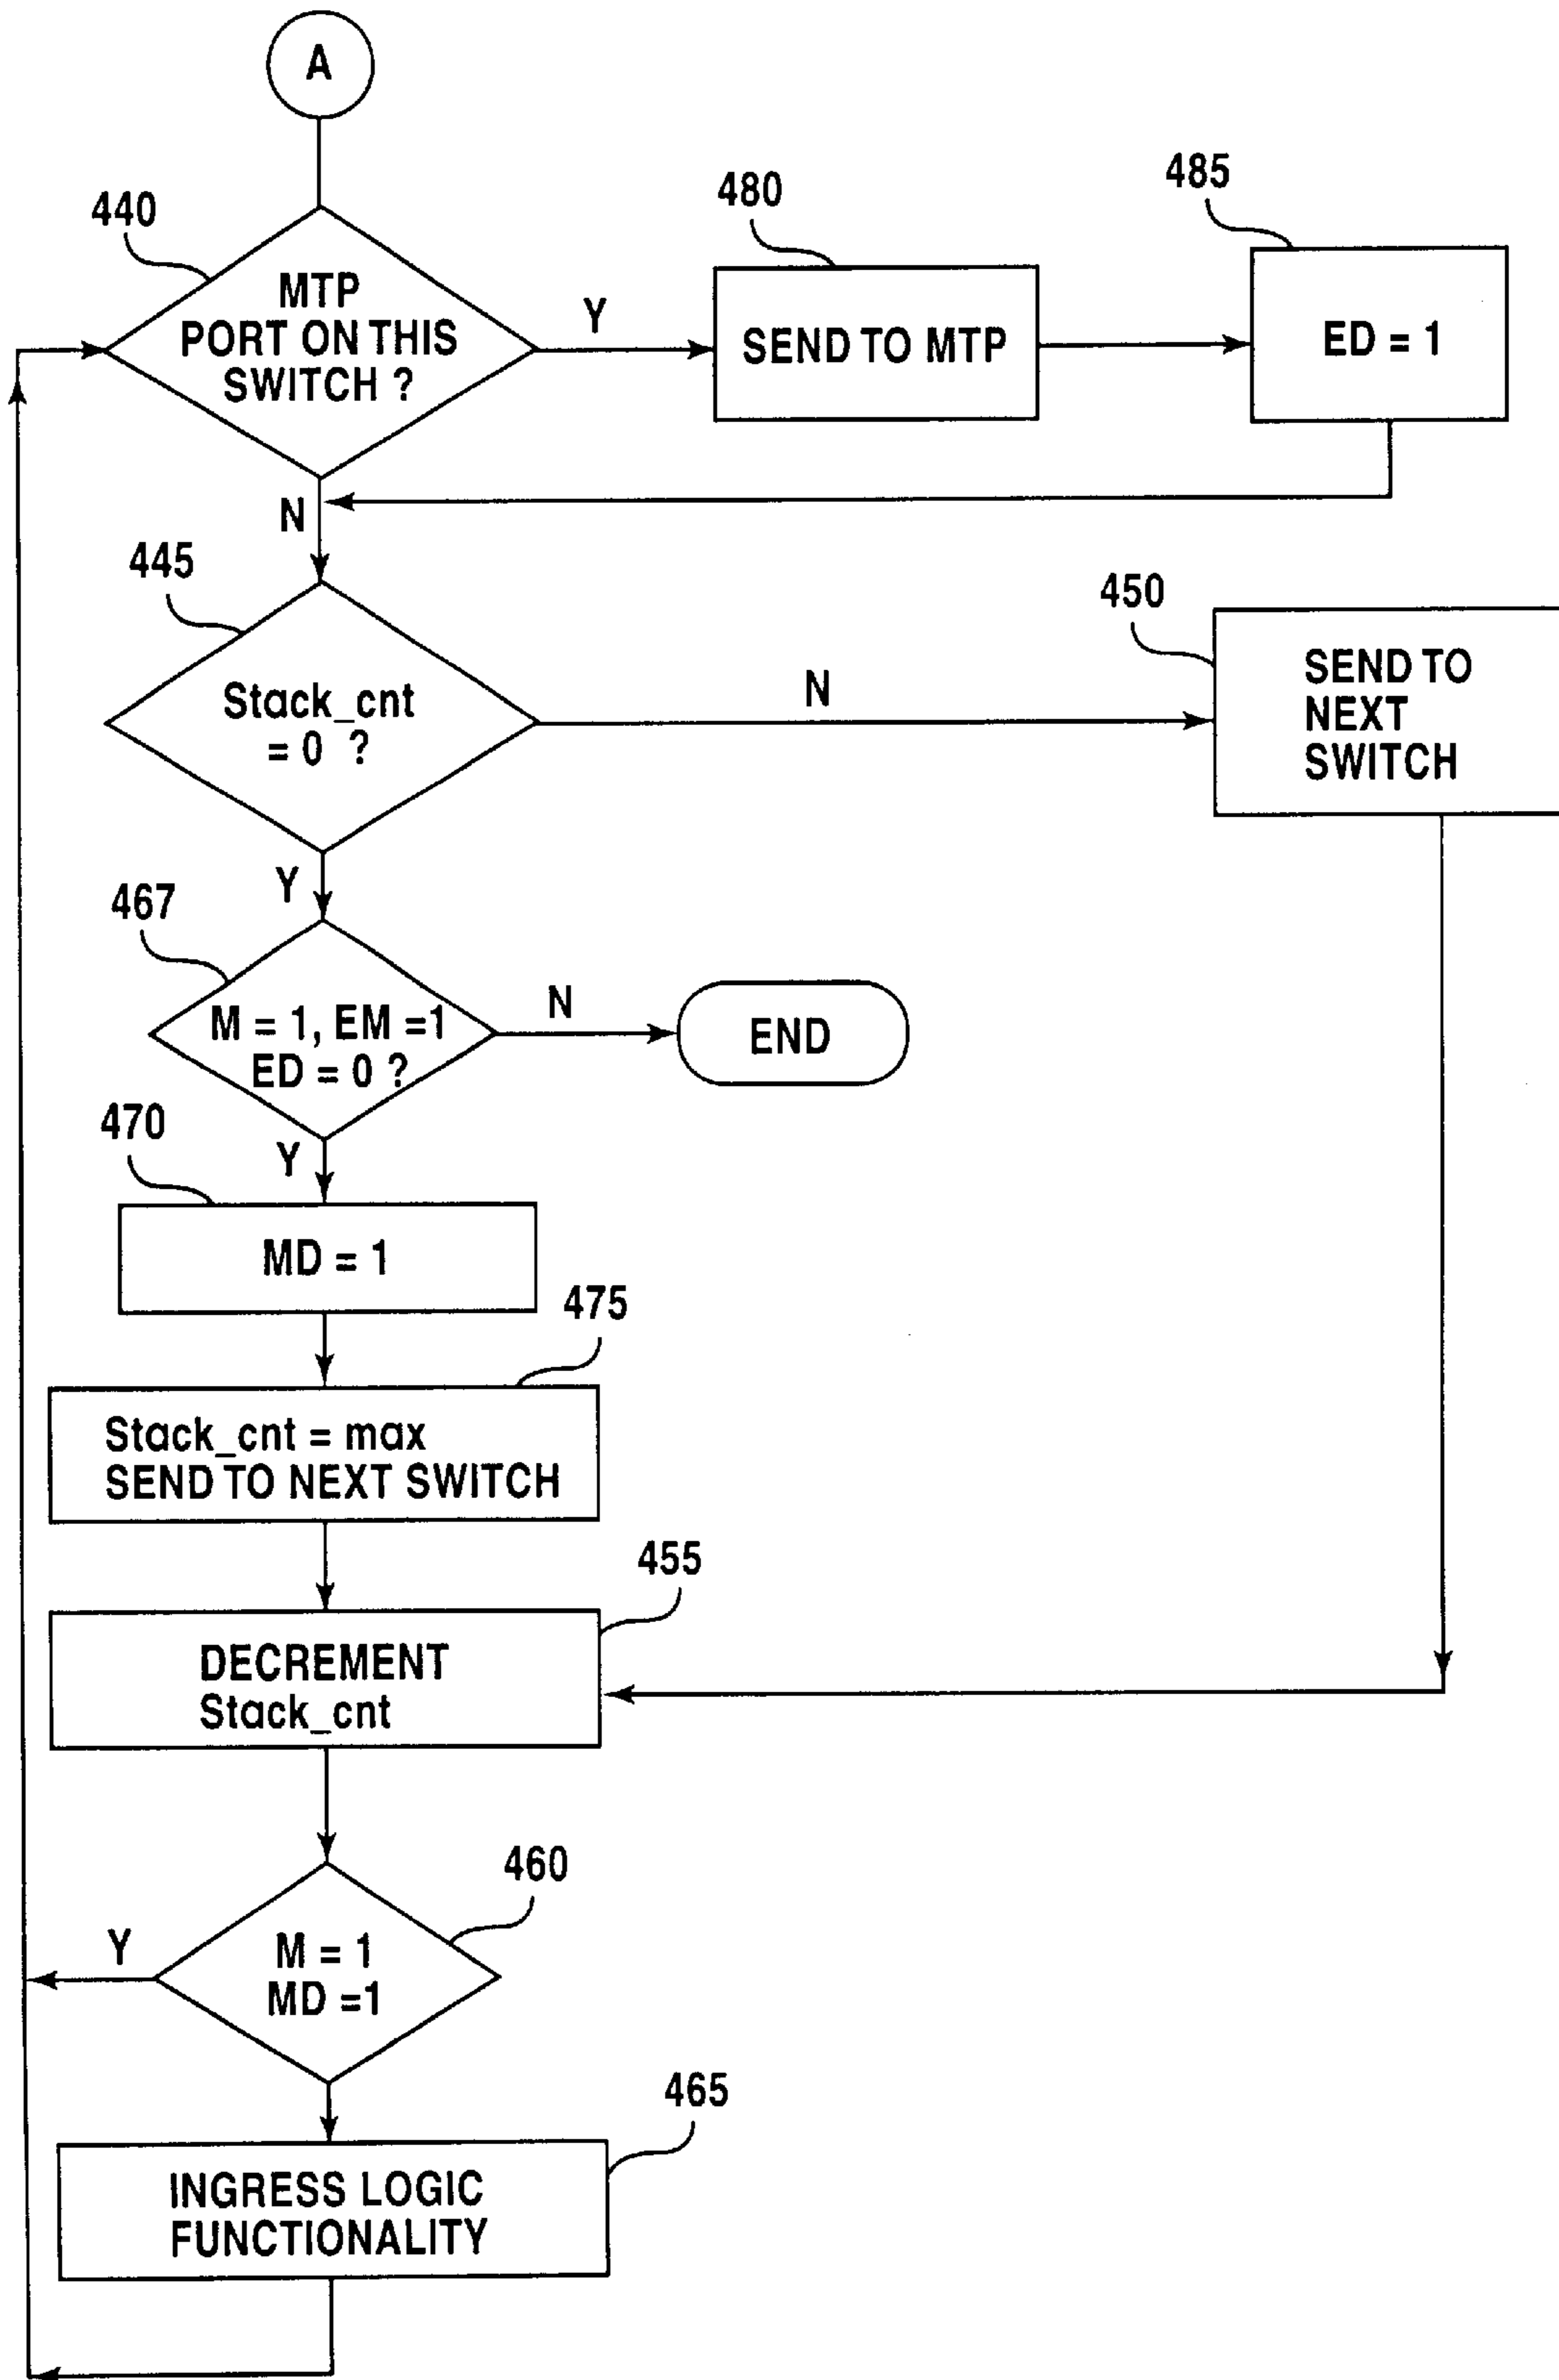 A
440
MTP
PORT ON THIS
SWITCH ?
Y
480
SEND TO MTP
485
ED = 1
N
445
Stack_cnt
= 0 ?
N
450
SEND TO
NEXT
SWITCH
Y
467
M = 1, EM =1
ED = 0 ?
N
END
Y
470
MD = 1
475
Stack_cnt = max
SEND TO NEXT SWITCH
455
DECREMENT
Stack_cnt
460
M = 1
MD =1
Y
465
INGRESS LOGIC
FUNCTIONALITY